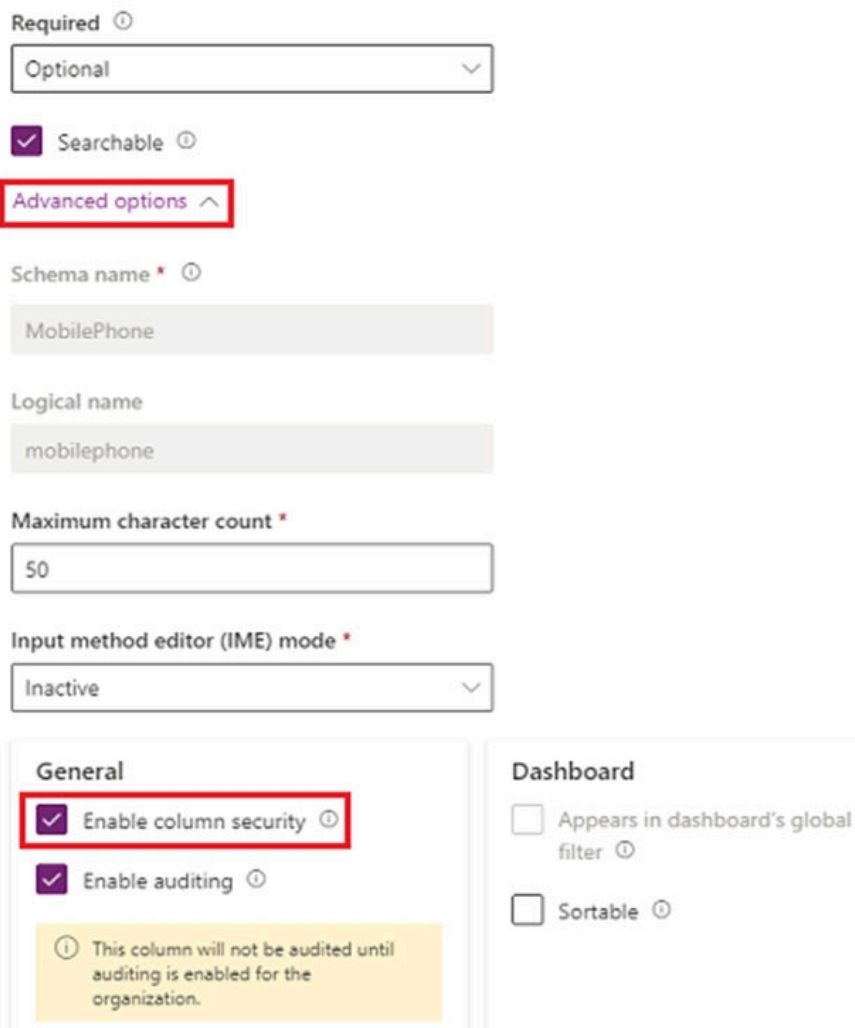 Required
Optional
Searchable
Advanced options
Schema name *
MobilePhone
Logical name
mobilephone
Maximum character count *
50
Input method editor (IME) mode *
Inactive
General
Enable column security
Enable auditing
This column will not be audited until
auditing is enabled for the
organization.
Dashboard
Appears in dashboard's global
filter
Sortable